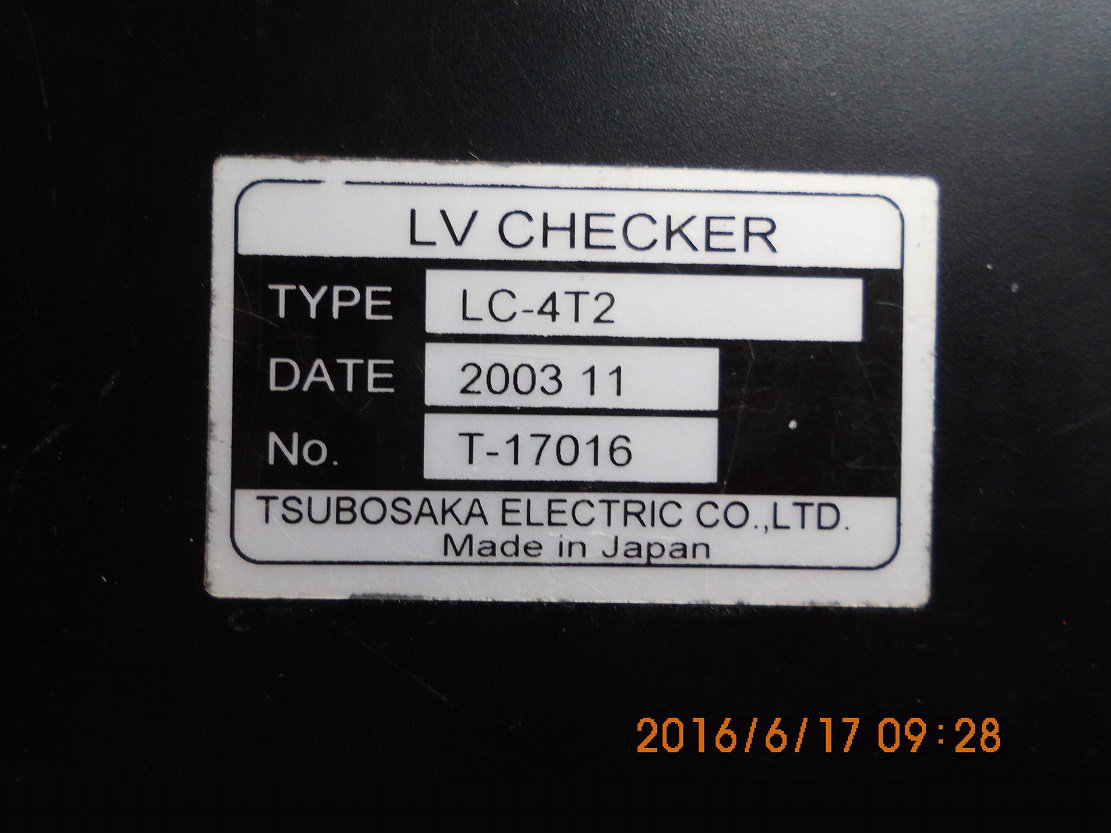 LV CHECKER
TYPE LC-4T2
DATE 2003 11
No. T-17016
TSUBOSAKA ELECTRIC CO.,LTD.
Made in Japan
2016/6/17 09:28